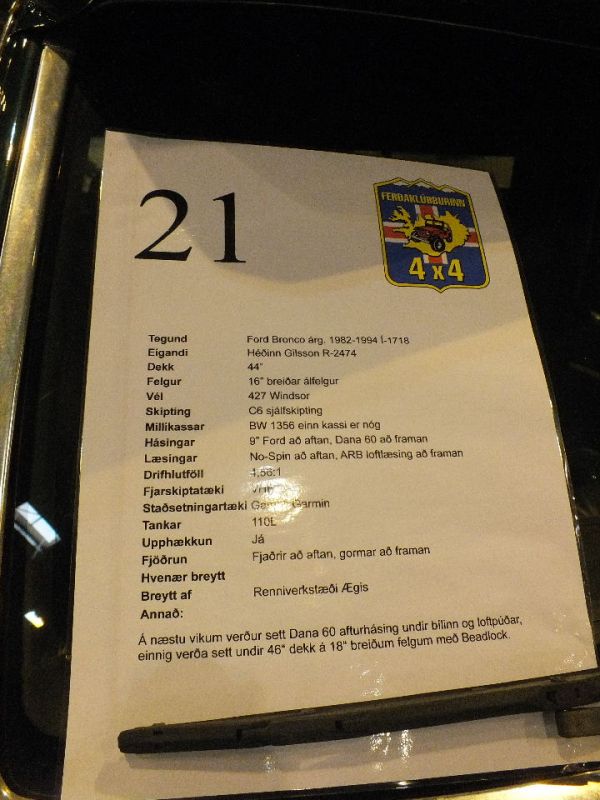 21
FERÐAKLÚBBURINN
4x4
Tegund Ford Bronco árg. 1982-1994 Í-1718
Eigandi Héðinn Gilsson R-2474
Dekk 44"
Felgur 16" breiðar álfelgur
Vél 427 Windsor
Skipting C6 sjálfskipting
Millikassar BW 1356 einn kassi er nóg
Hásingar 9" Ford að aftan, Dana 60 að framan
Læsingar No-Spin að aftan, ARB loftlæsing að framan
Drifhlutföll 4.56:1
Fjarskiptatæki VHF
Staðsetningartæki Garmin
Tankar 110L
Upphækkun Já
Fjöðrun Fjaðrir að aftan, gormar að framan
Hvenær breytt
Breytt af Renniverkstæði Ægis
Annað:
Á næstu vikum verður sett Dana 60 afturhásing undir bílinn og loftpúðar,
einnig verða sett undir 46" dekk á 18" breiðum felgum með Beadlock.